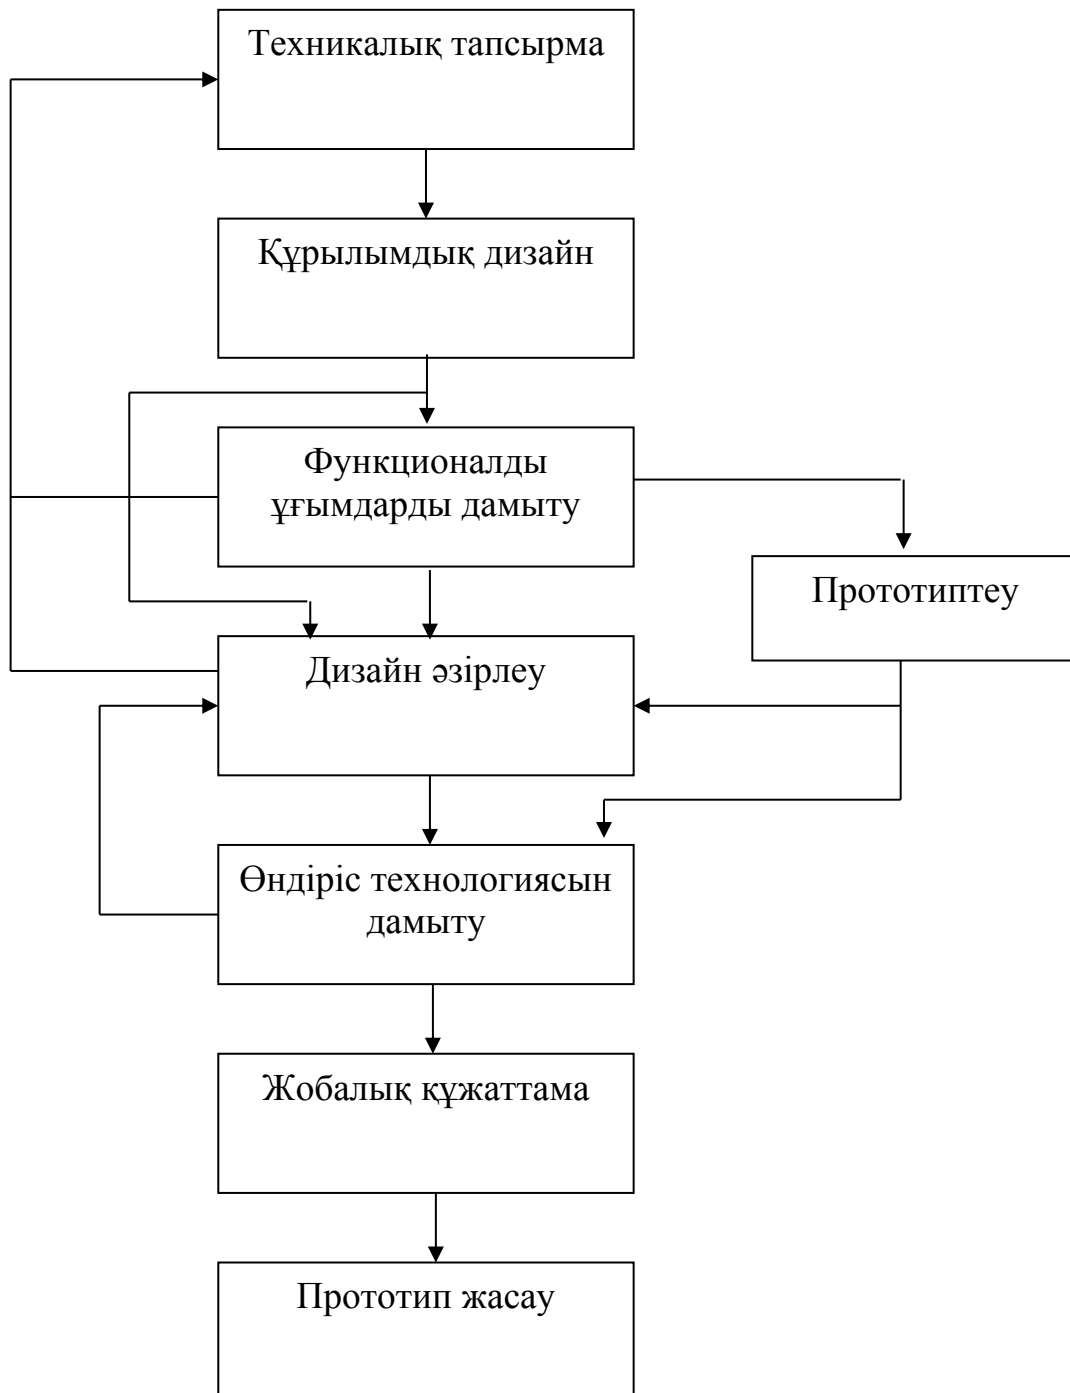 Техникалық тапсырма
Құрылымдық дизайн
Функционалды
ұғымдарды дамыту
Прототиптеу
Дизайн әзірлеу
Өндіріс технологиясын
дамыту
Жобалық құжаттама
Прототип жасау